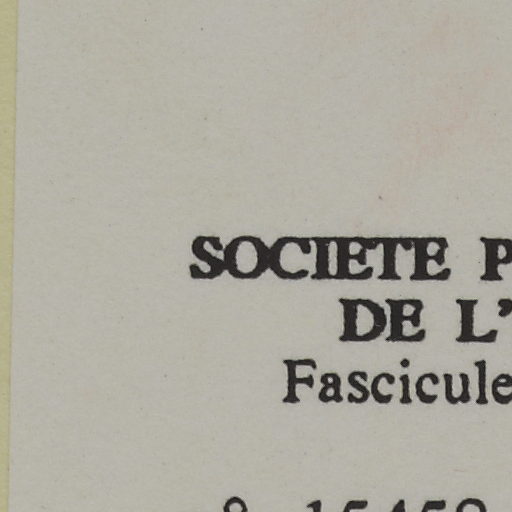 SOCIETE P
DE L'
Fascicule